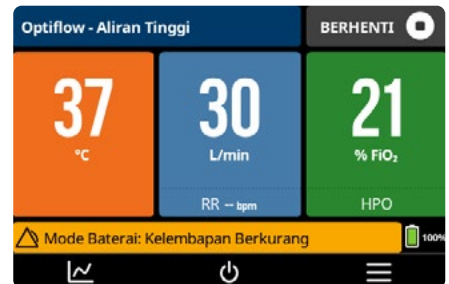 Optiflow - Aliran Tinggi
BERHENTI
37
°C
30
L/min
RR -- bpm
21
% FiO₂
HPO
Mode Baterai: Kelembapan Berkurang
100%